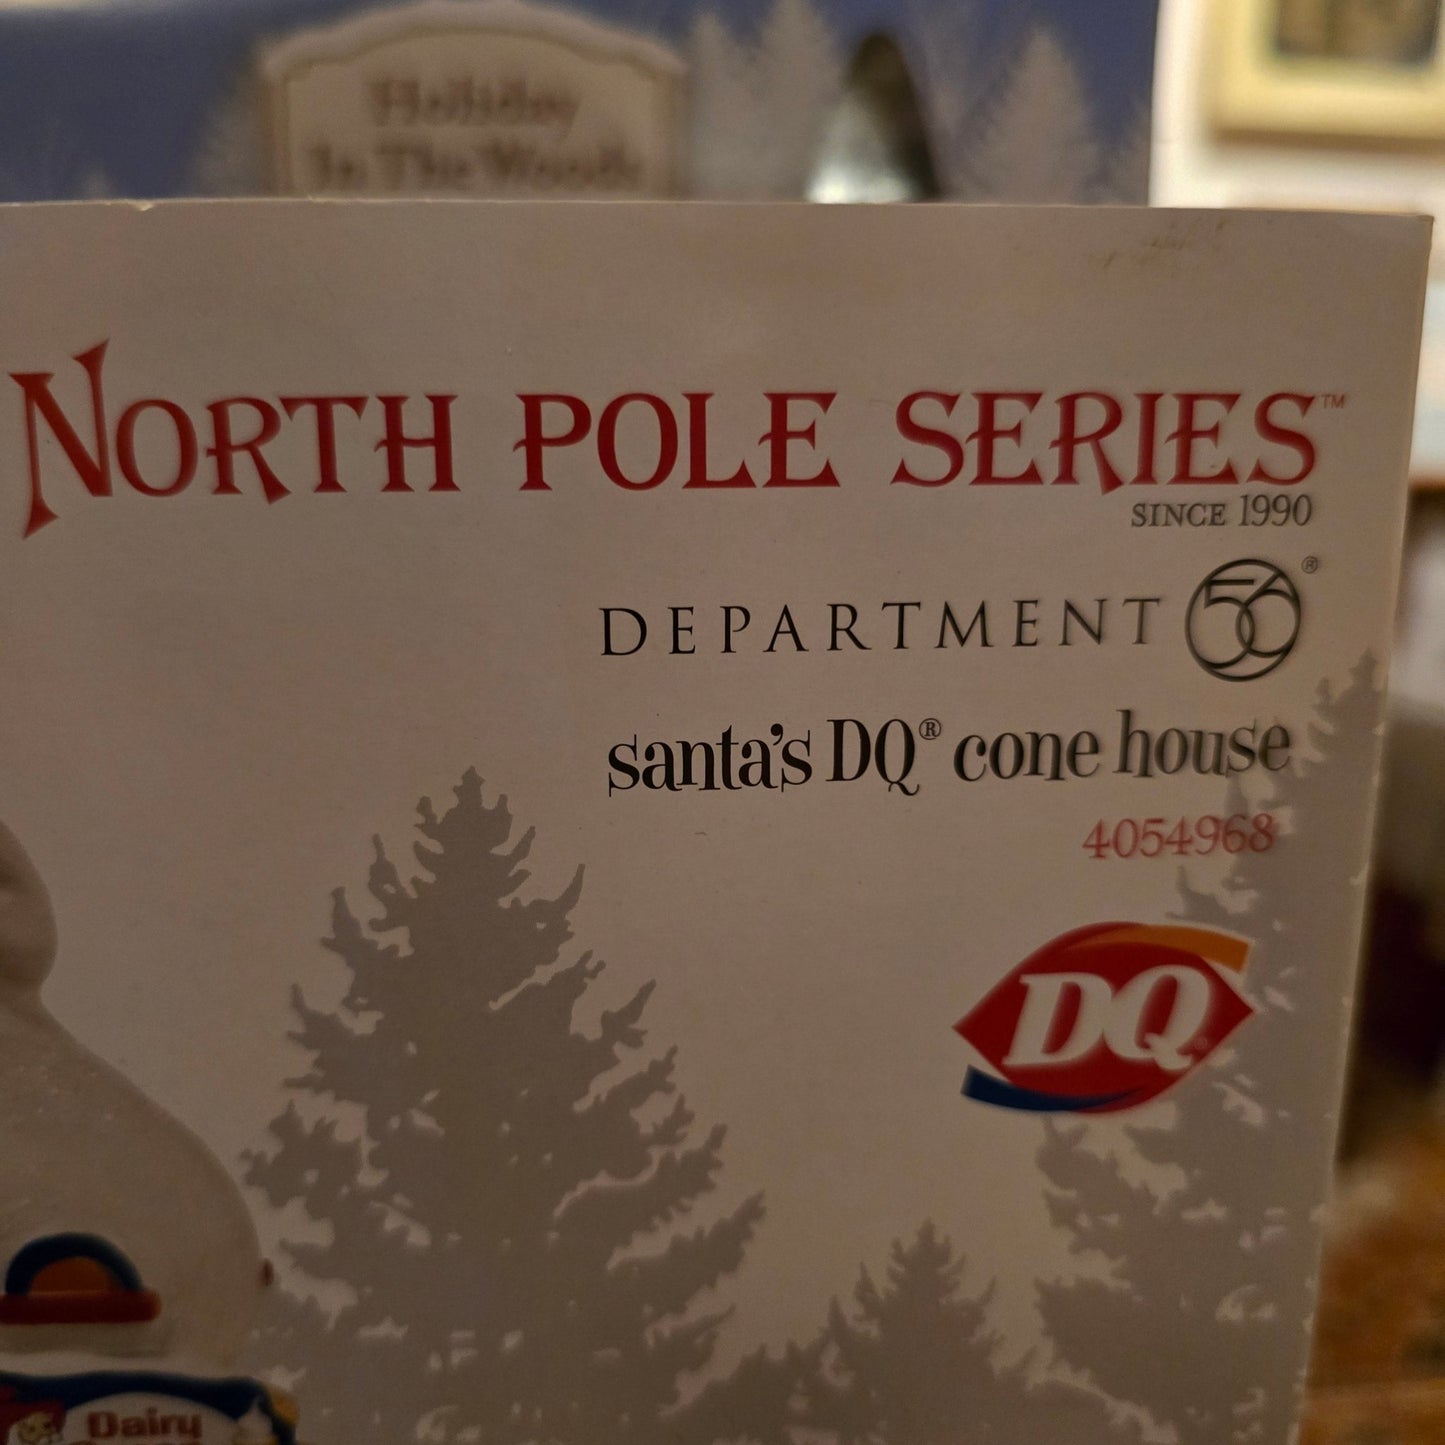 Holiday
In The Woods
NORTH POLE SERIES™
SINCE 1990
DEPARTMENT 56®
santa's DQ® cone house
4054968
DQ®
Dairy